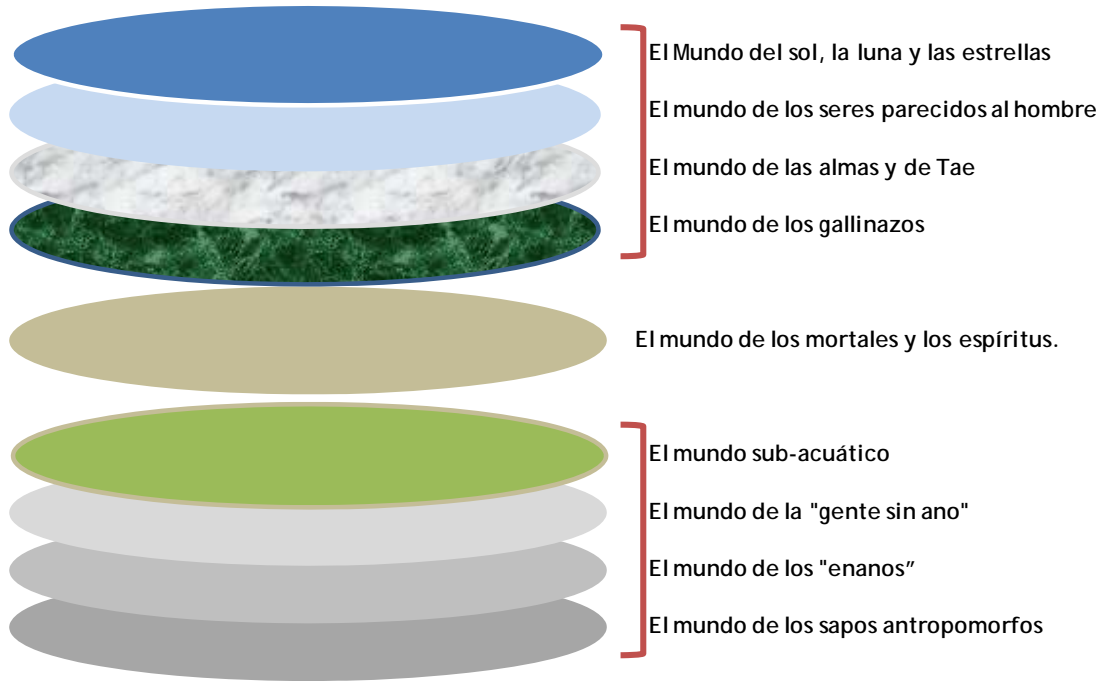 El Mundo del sol, la luna y las estrellas
El mundo de los seres parecidos al hombre
El mundo de las almas y de Tae
El mundo de los gallinazos
El mundo de los mortales y los espíritus.
El mundo sub-acuático
El mundo de la "gente sin ano"
El mundo de los "enanos”
El mundo de los sapos antropomorfos